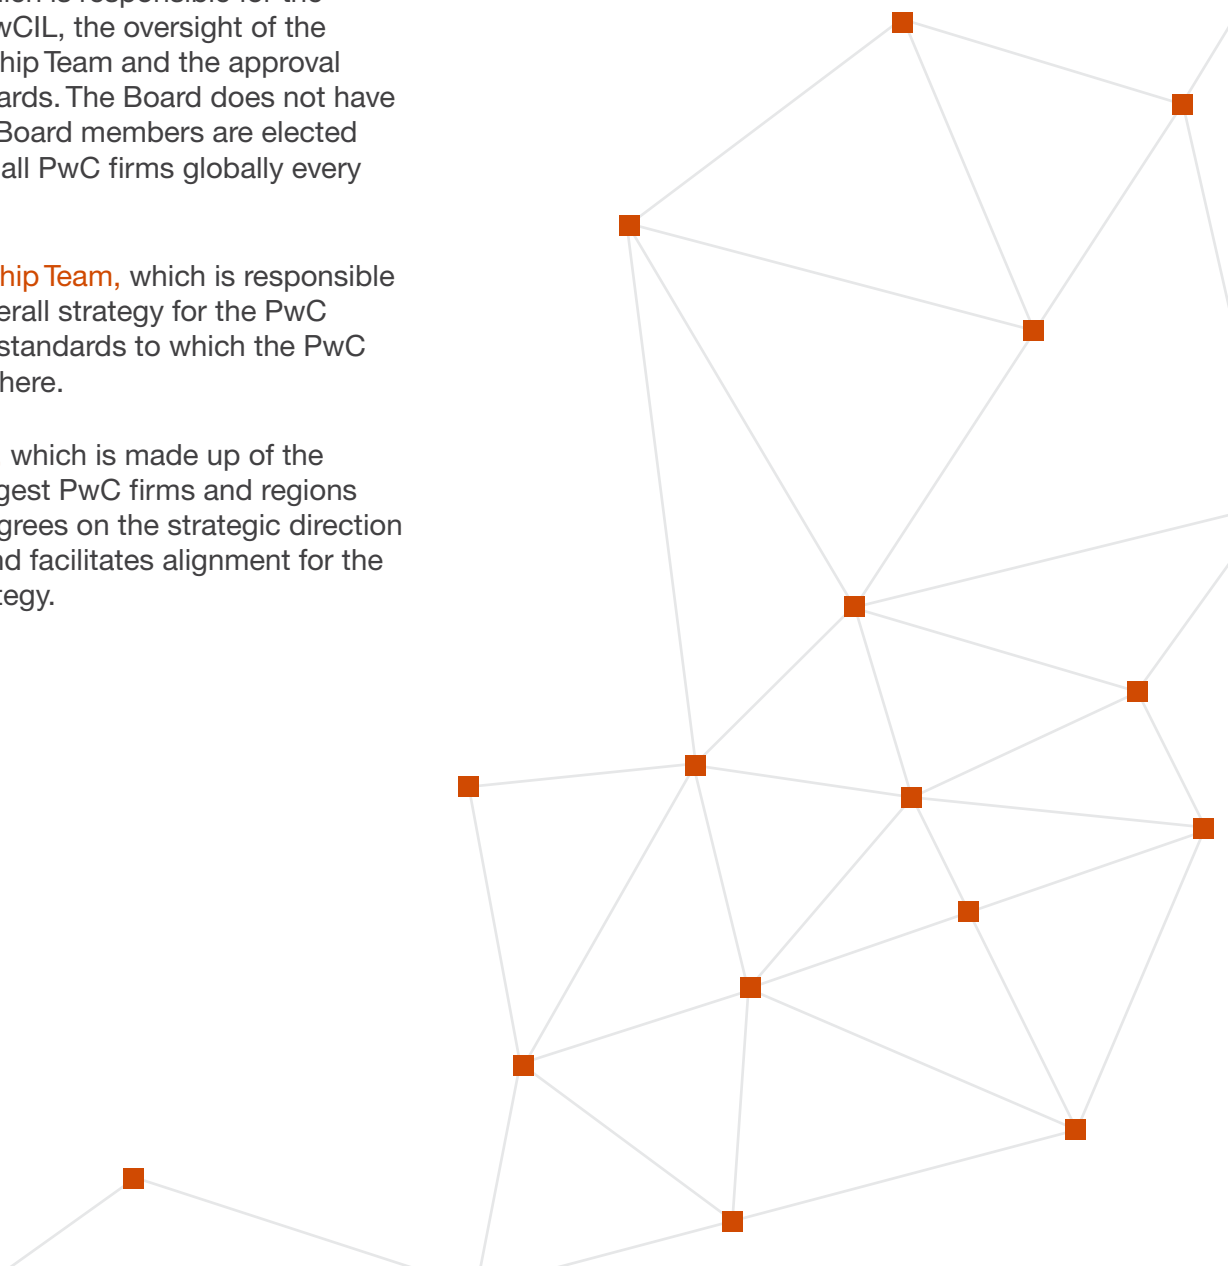 wCIL, the oversight of the
hip Team and the approval
ards. The Board does not have
Board members are elected
all PwC firms globally every
hip Team, which is responsible
erall strategy for the PwC
standards to which the PwC
here.
which is made up of the
gest PwC firms and regions
grees on the strategic direction
nd facilitates alignment for the
tegy.